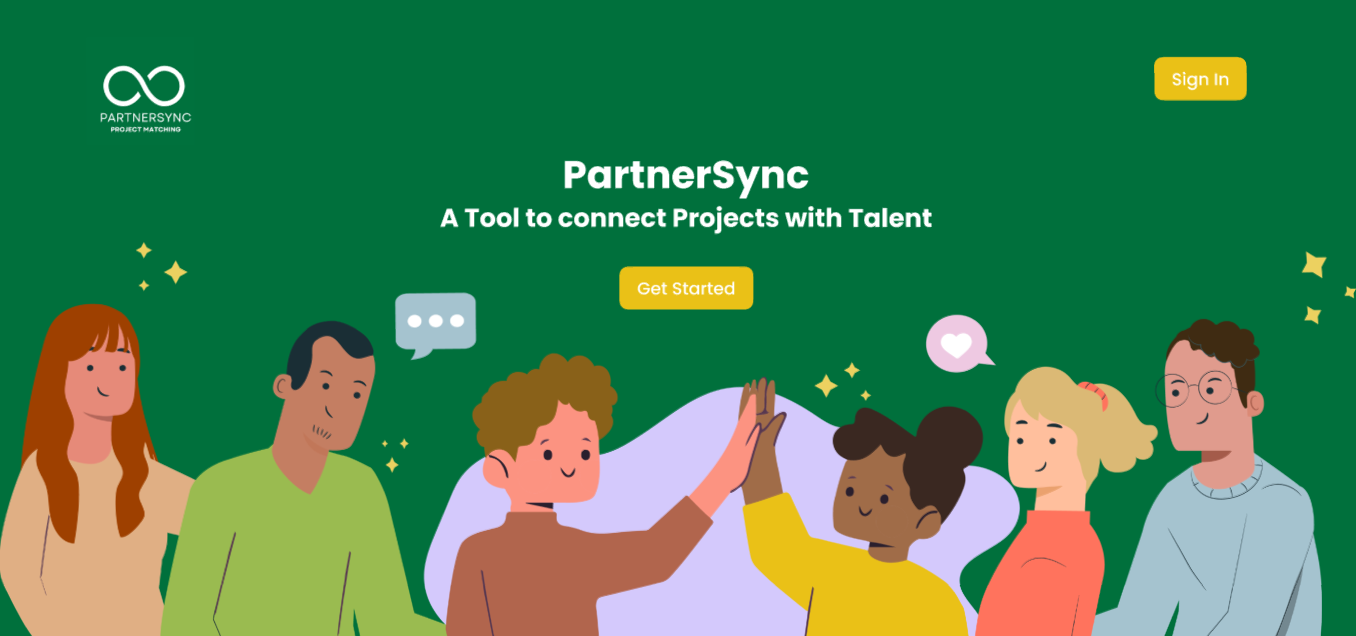 PARTNERSYNC
PROJECT MATCHING
Sign In
PartnerSync
A Tool to connect Projects with Talent
Get Started